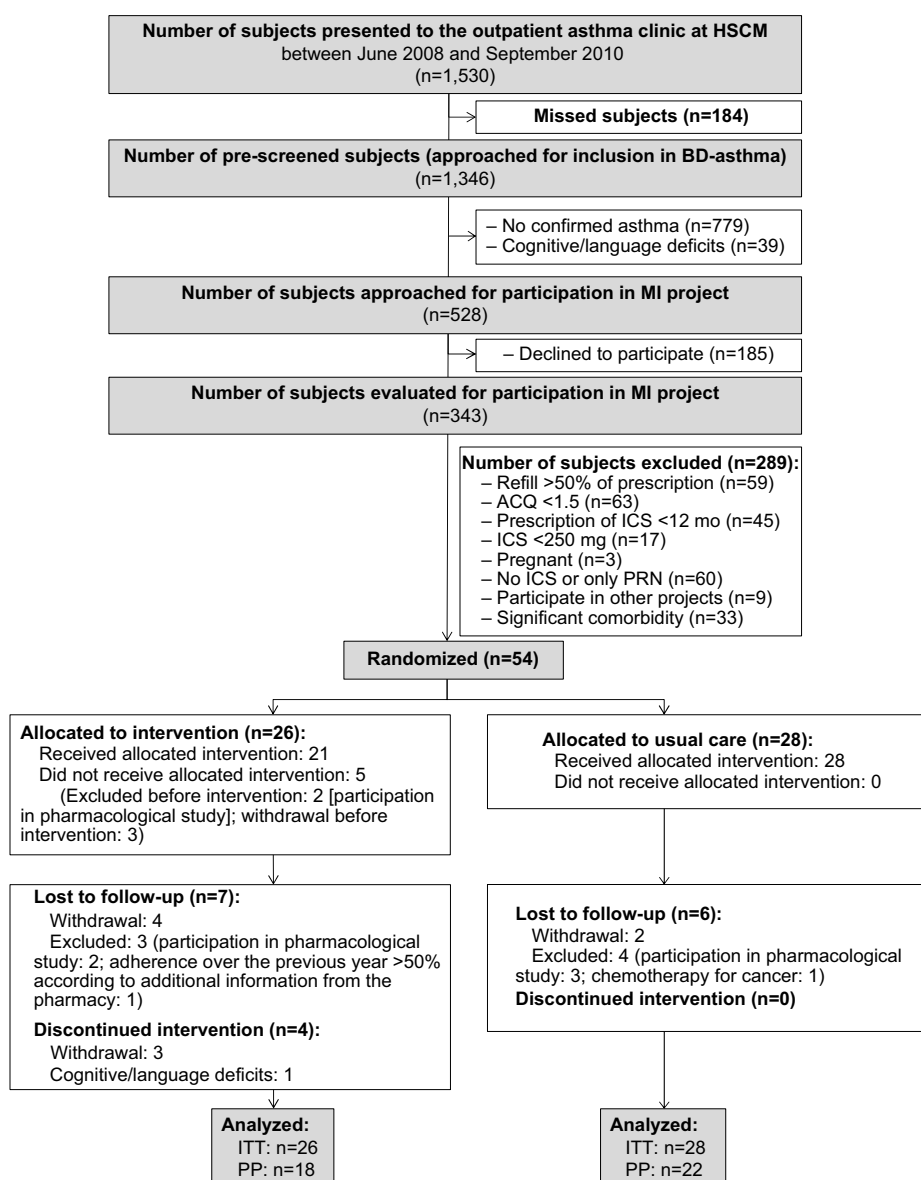 Number of subjects presented to the outpatient asthma clinic at HSCM
between June 2008 and September 2010
(n=1,530)
Missed subjects (n=184)
Number of pre-screened subjects (approached for inclusion in BD-asthma)
(n=1,346)
– No confirmed asthma (n=779)
– Cognitive/language deficits (n=39)
Number of subjects approached for participation in MI project
(n=528)
– Declined to participate (n=185)
Number of subjects evaluated for participation in MI project
(n=343)
Number of subjects excluded (n=289):
– Refill >50% of prescription (n=59)
– ACQ <1.5 (n=63)
– Prescription of ICS <12 mo (n=45)
– ICS <250 mg (n=17)
– Pregnant (n=3)
– No ICS or only PRN (n=60)
– Participate in other projects (n=9)
– Significant comorbidity (n=33)
Randomized (n=54)
Allocated to intervention (n=26):
Received allocated intervention: 21
Did not receive allocated intervention: 5
(Excluded before intervention: 2 [participation
in pharmacological study]; withdrawal before
intervention: 3)
Allocated to usual care (n=28):
Received allocated intervention: 28
Did not receive allocated intervention: 0
Lost to follow-up (n=7):
Withdrawal: 4
Excluded: 3 (participation in pharmacological
study: 2; adherence over the previous year >50%
according to additional information from the
pharmacy: 1)
Discontinued intervention (n=4):
Withdrawal: 3
Cognitive/language deficits: 1
Lost to follow-up (n=6):
Withdrawal: 2
Excluded: 4 (participation in pharmacological
study: 3; chemotherapy for cancer: 1)
Discontinued intervention (n=0)
Analyzed:
ITT: n=26
PP: n=18
Analyzed:
ITT: n=28
PP: n=22